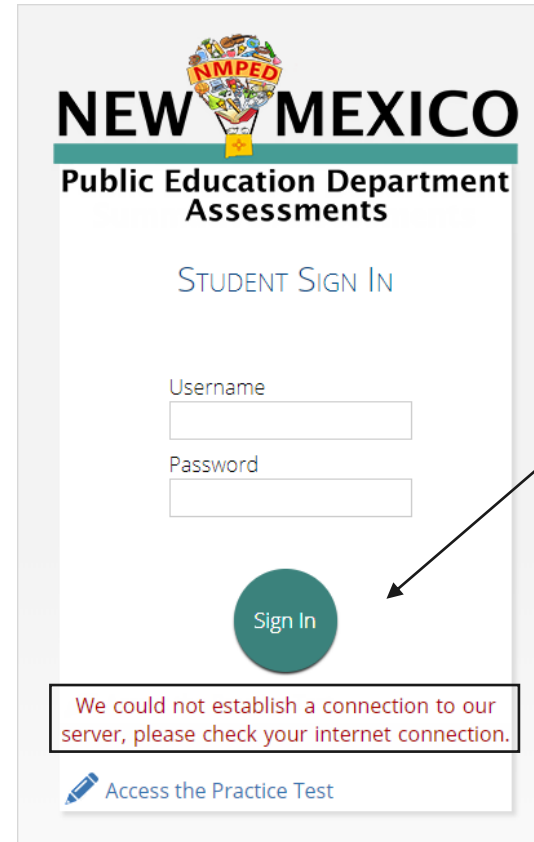 NMPED
NEW MEXICO
Public Education Department
Assessments
STUDENT SIGN IN
Username
Password
Sign In
We could not establish a connection to our
server, please check your internet connection.
Access the Practice Test